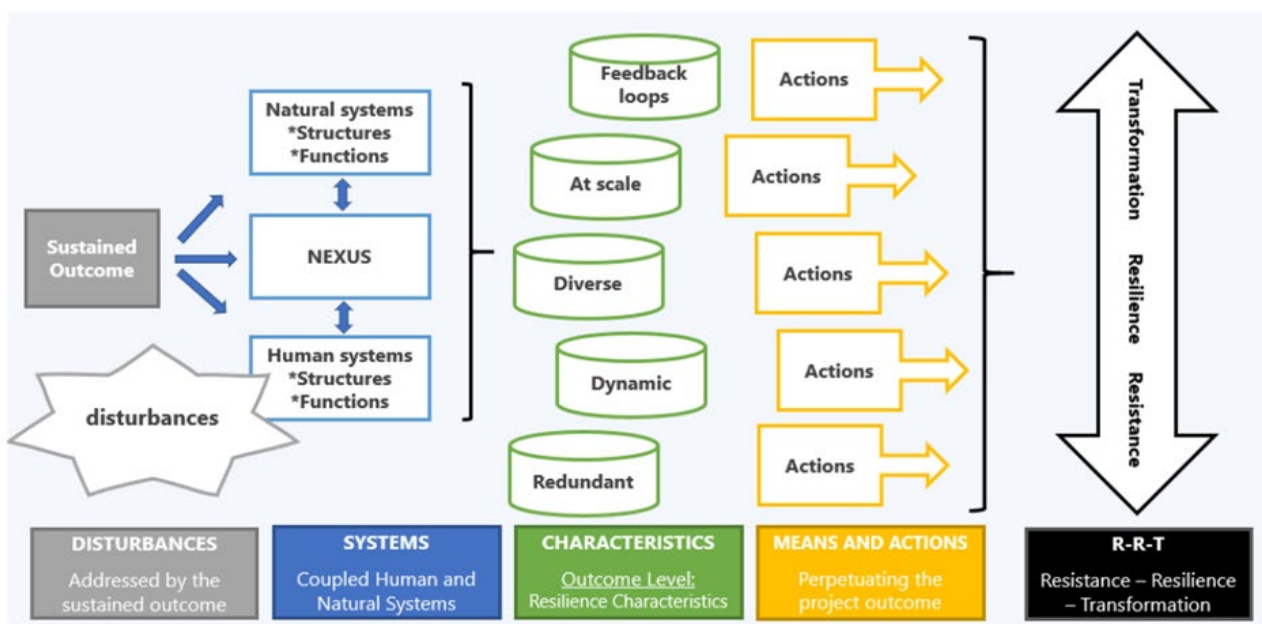 Sustained
Outcome
disturbances
Natural systems
*Structures
*Functions
NEXUS
Human systems
*Structures
*Functions
Feedback
loops
At scale
Diverse
Dynamic
Redundant
Actions
Actions
Actions
Actions
Actions
Transformation Resilience Resistance
DISTURBANCES
Addressed by the
sustained outcome
SYSTEMS
Coupled Human and
Natural Systems
CHARACTERISTICS
Outcome Level:
Resilience Characteristics
MEANS AND ACTIONS
Perpetuating the
project outcome
R-R-T
Resistance – Resilience
– Transformation